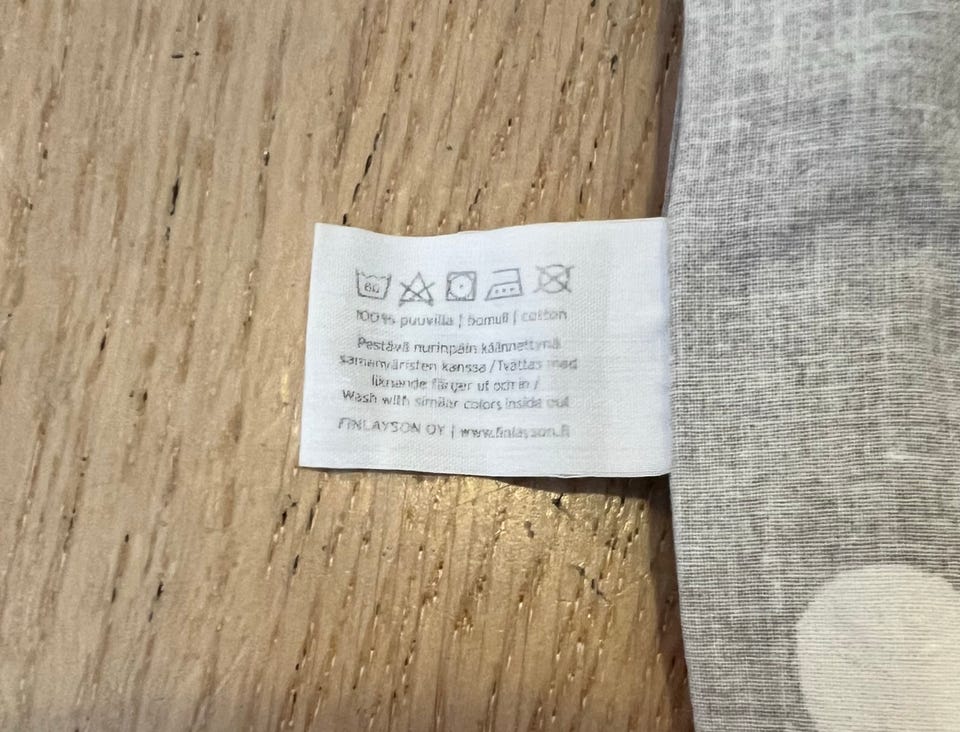 60
100% puuvilla | bomull | cotton
Pestävä nurinpäin käännettynä
samanväristen kanssa / Tvättas med
liknande färger ut och in /
Wash with similar colors inside out
FINLAYSON OY | www.finlayson.fi